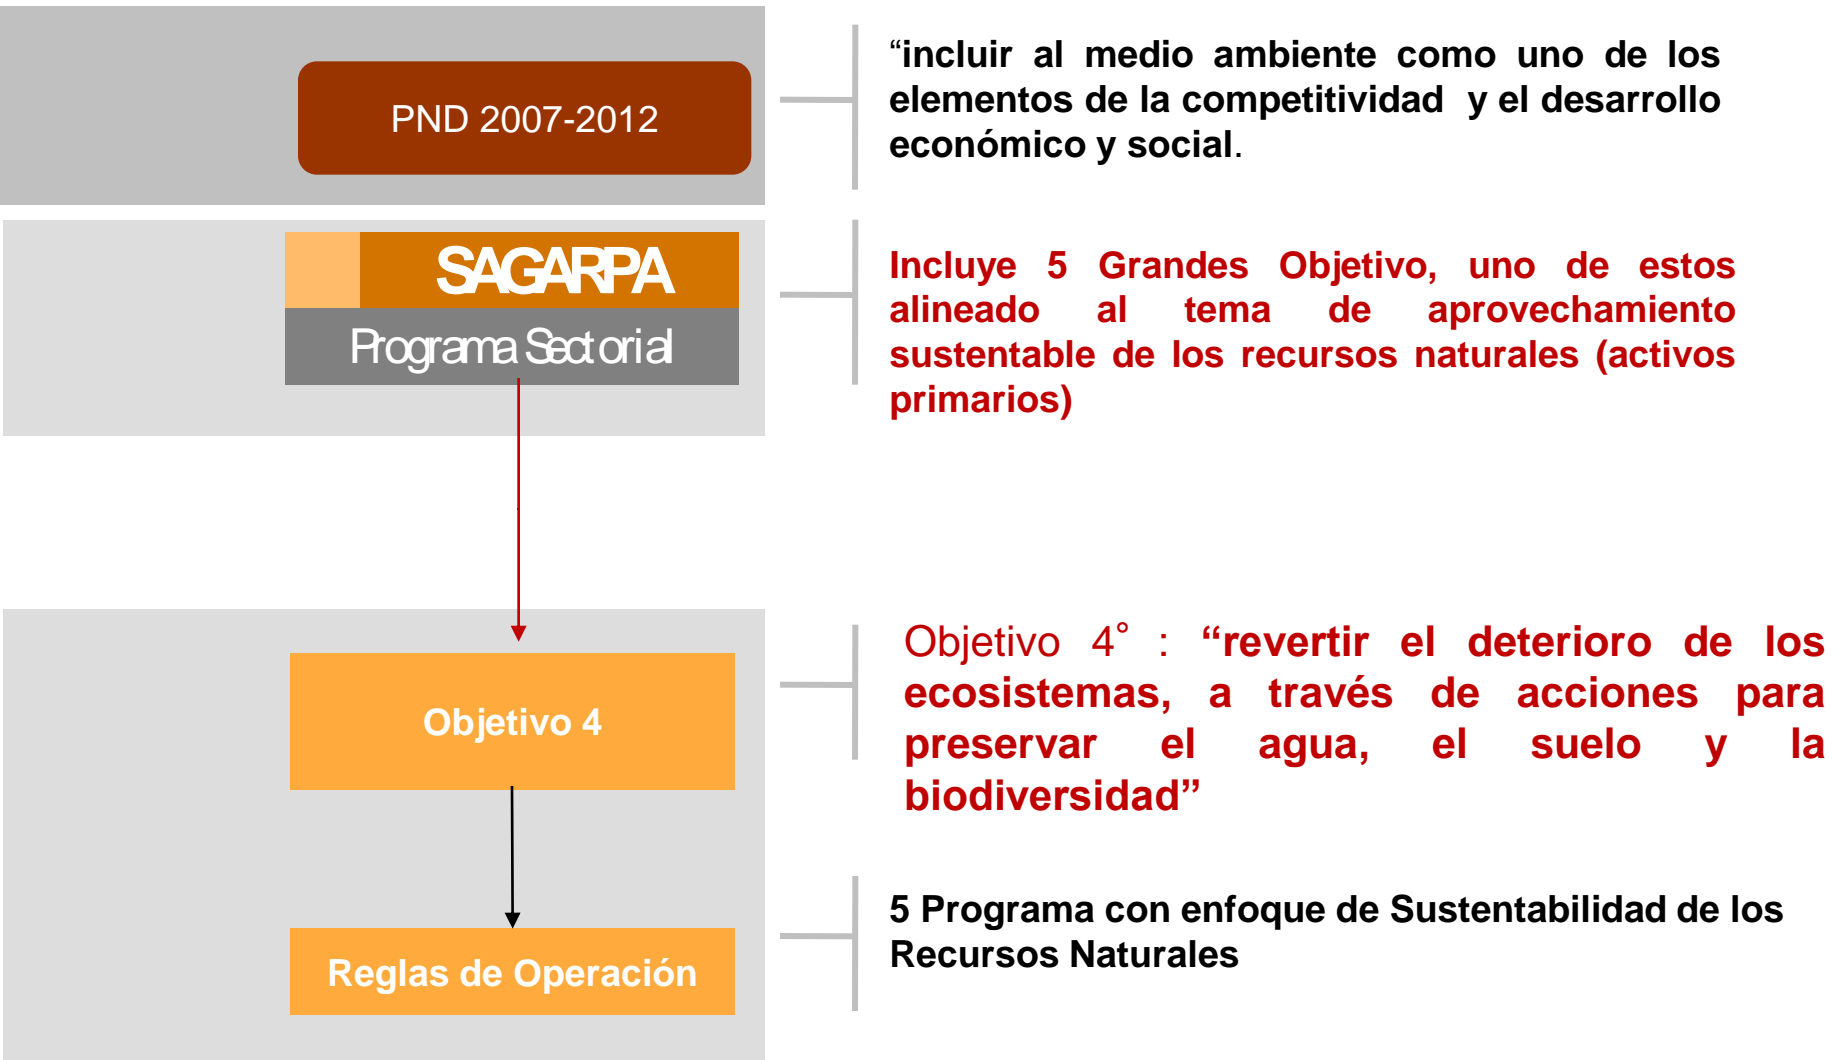 PND 2007-2012
“incluir al medio ambiente como uno de los
elementos de la competitividad y el desarrollo
económico y social.
SAGARPA
Programa Sectorial
Incluye 5 Grandes Objetivo, uno de estos
alineado al tema de aprovechamiento
sustentable de los recursos naturales (activos
primarios)
Objetivo 4
Objetivo 4° : “revertir el deterioro de los
ecosistemas, a través de acciones para
preservar el agua, el suelo y la
biodiversidad”
Reglas de Operación
5 Programa con enfoque de Sustentabilidad de los
Recursos Naturales